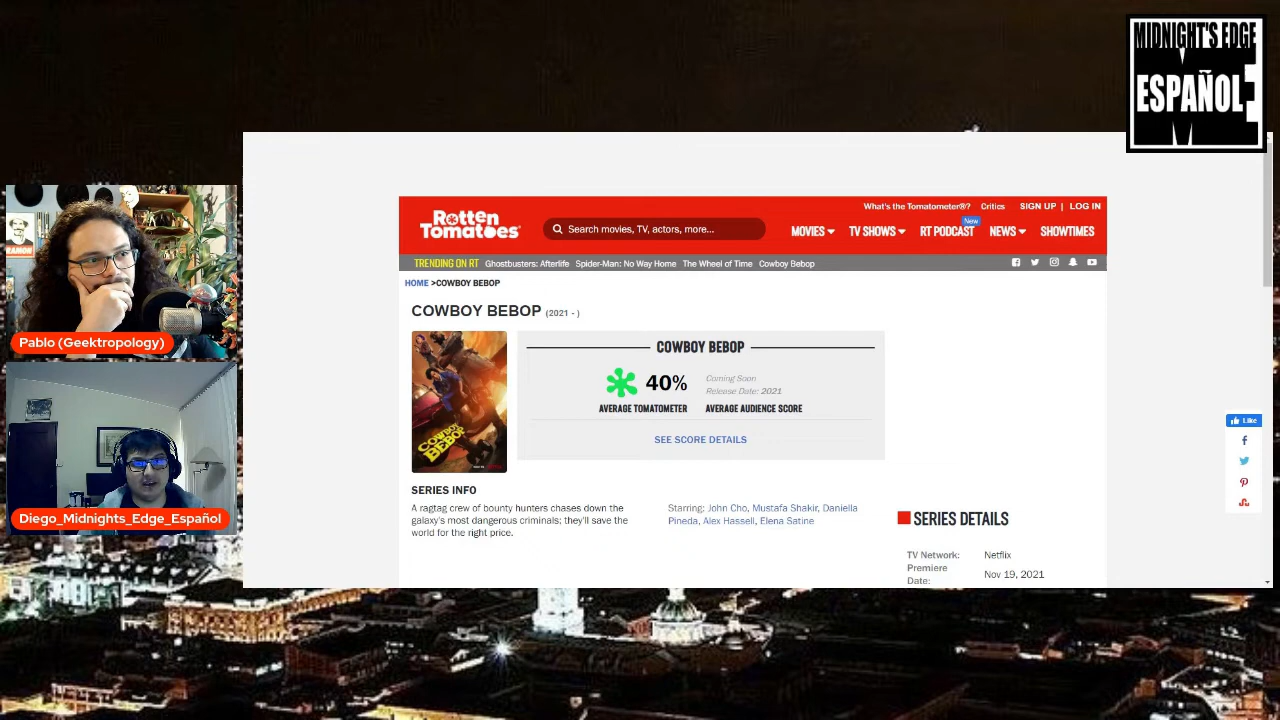 MIDNIGHT'S EDGE
ESPAÑOL
What's the Tomatometer®? Critics SIGN UP | LOG IN
Rotten
Tomatoes
Search movies, TV, actors, more...
MOVIES TV SHOWS RT PODCAST New NEWS SHOWTIMES
TRENDING ON RT Ghostbusters: Afterlife Spider-Man: No Way Home The Wheel of Time Cowboy Bebop
HOME >COWBOY BEBOP
COWBOY BEBOP (2021 - )
COWBOY BEBOP
40%
Coming Soon
Release Date: 2021
AVERAGE TOMATOMETER AVERAGE AUDIENCE SCORE
SEE SCORE DETAILS
COWBOY
BEBOP
SERIES INFO
A ragtag crew of bounty hunters chases down the
galaxy's most dangerous criminals; they'll save the
world for the right price.
Starring: John Cho, Mustafa Shakir, Daniella
Pineda, Alex Hassell, Elena Satine
SERIES DETAILS
TV Network: Netflix
Premiere
Date: Nov 19, 2021
Like
RAMON
Pablo (Geektropology)
Diego_Midnights_Edge_Español